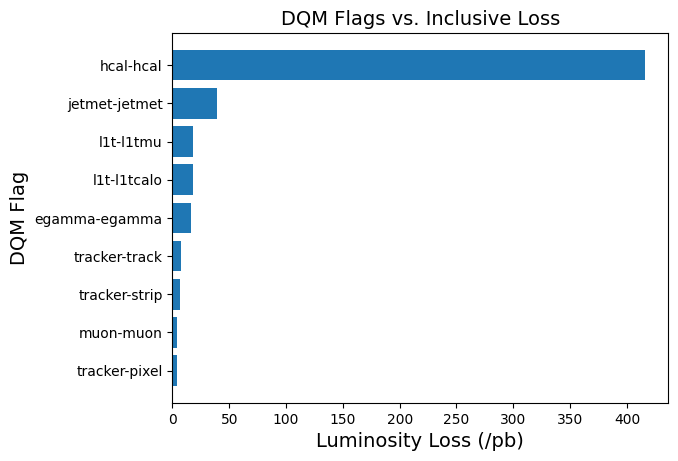 DQM Flags vs. Inclusive Loss
DQM Flag
hcal-hcal
jetmet-jetmet
l1t-l1tmu
l1t-l1tcalo
egamma-egamma
tracker-track
tracker-strip
muon-muon
tracker-pixel
0 50 100 150 200 250 300 350 400
Luminosity Loss (/pb)